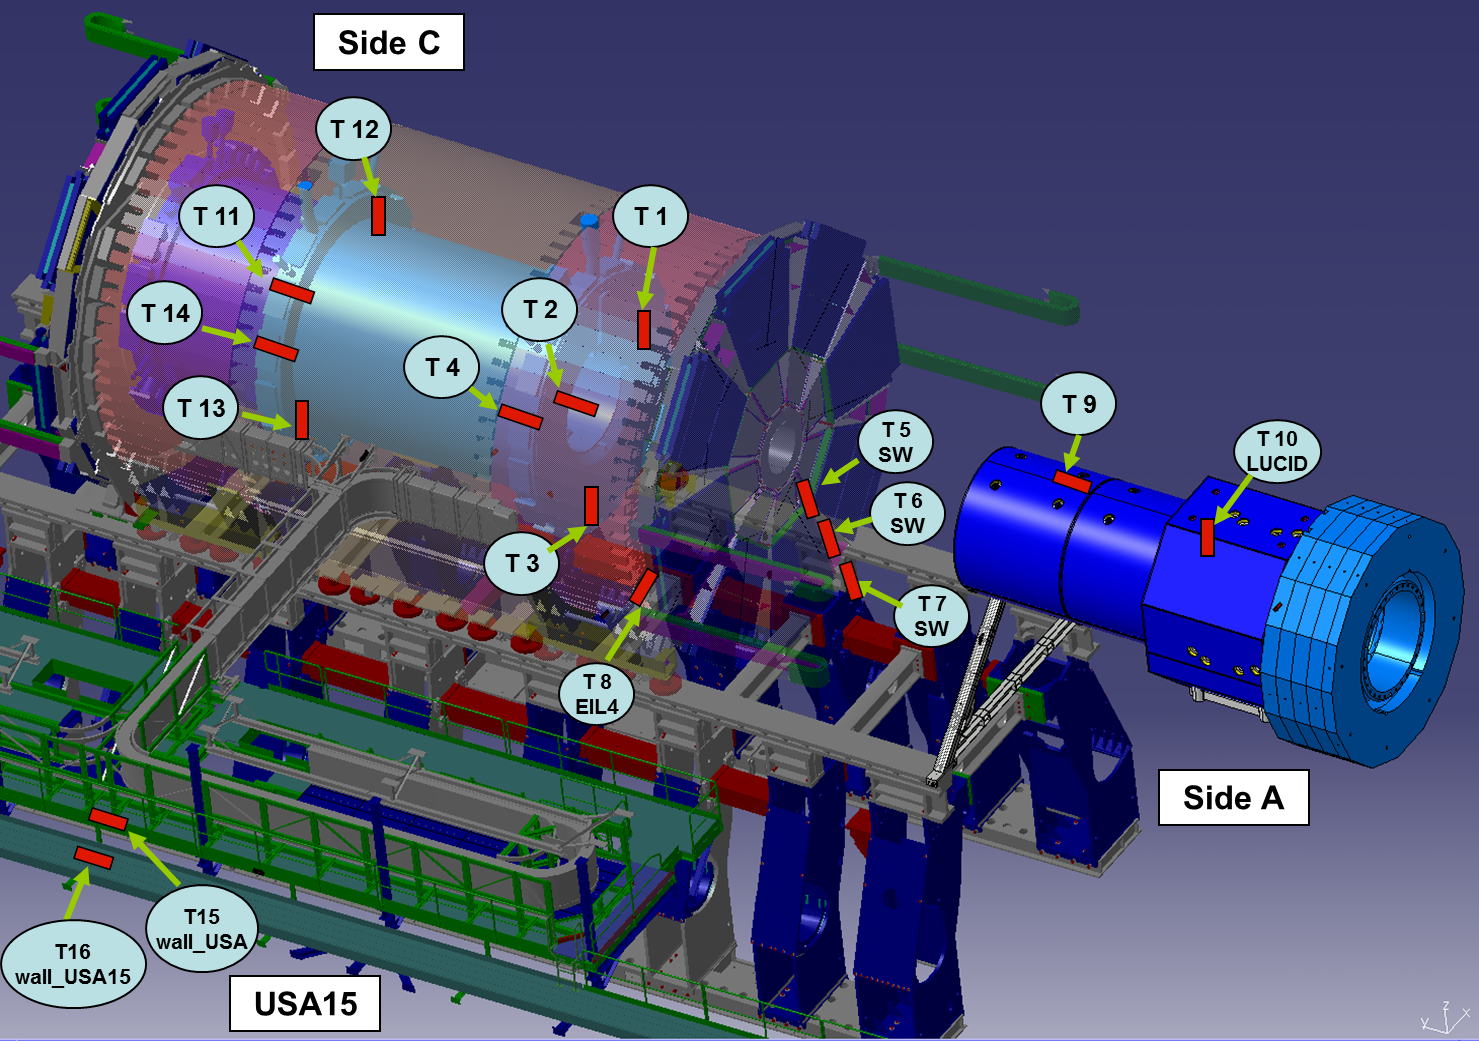 Side C
T 12
T 11
T 1
T 14
T 2
T 4
T 13
T 9
T 5
SW
T 10
LUCID
T 6
SW
T 3
T 7
SW
T 8
EIL4
Side A
T15
wall_USA
T16
wall_USA15
USA15
Z
X
Y